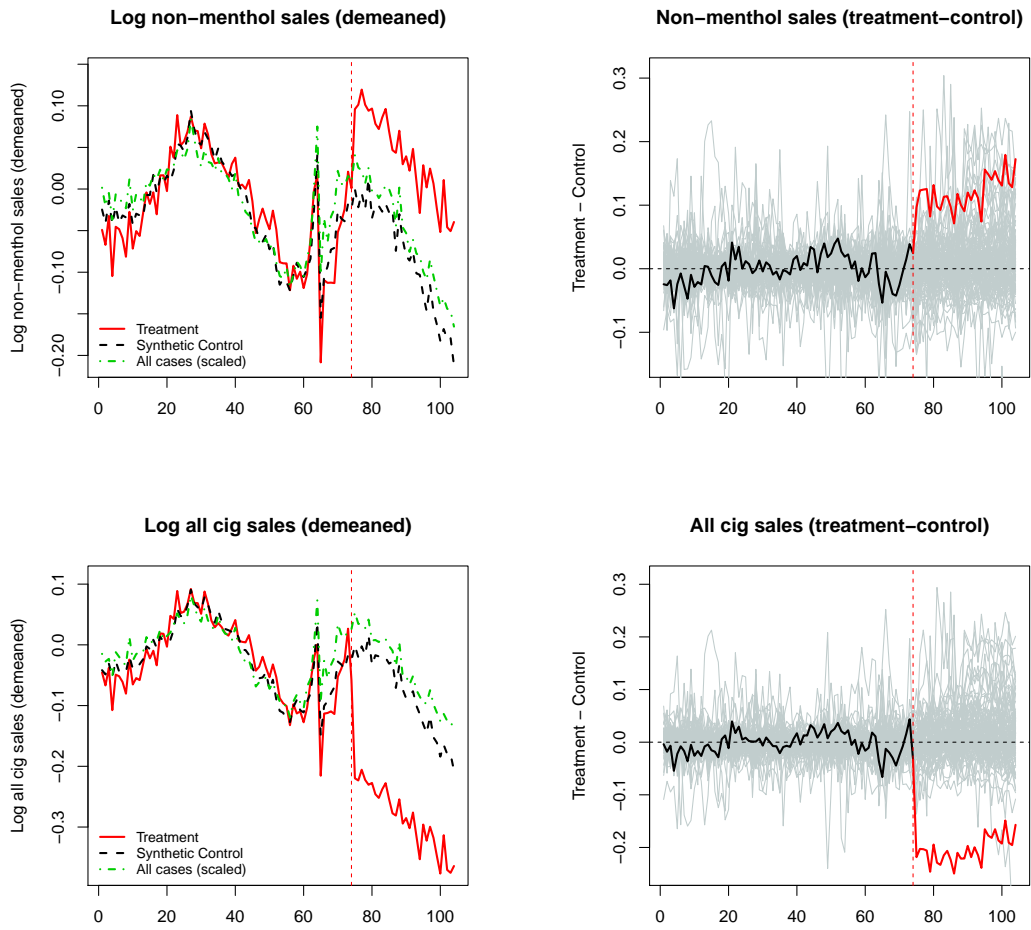 Log non−menthol sales (demeaned)
Log non−menthol sales (demeaned)
0.10
0.00
−0.10
−0.20
Treatment
Synthetic Control
All cases (scaled)
0 20 40 60 80 100
Non−menthol sales (treatment−control)
Treatment − Control
0.3
0.2
0.1
0.0
−0.1
0 20 40 60 80 100
Log all cig sales (demeaned)
Log all cig sales (demeaned)
0.1
0.0
−0.1
−0.2
−0.3
Treatment
Synthetic Control
All cases (scaled)
0 20 40 60 80 100
All cig sales (treatment−control)
Treatment − Control
0.3
0.2
0.1
0.0
−0.1
−0.2
0 20 40 60 80 100